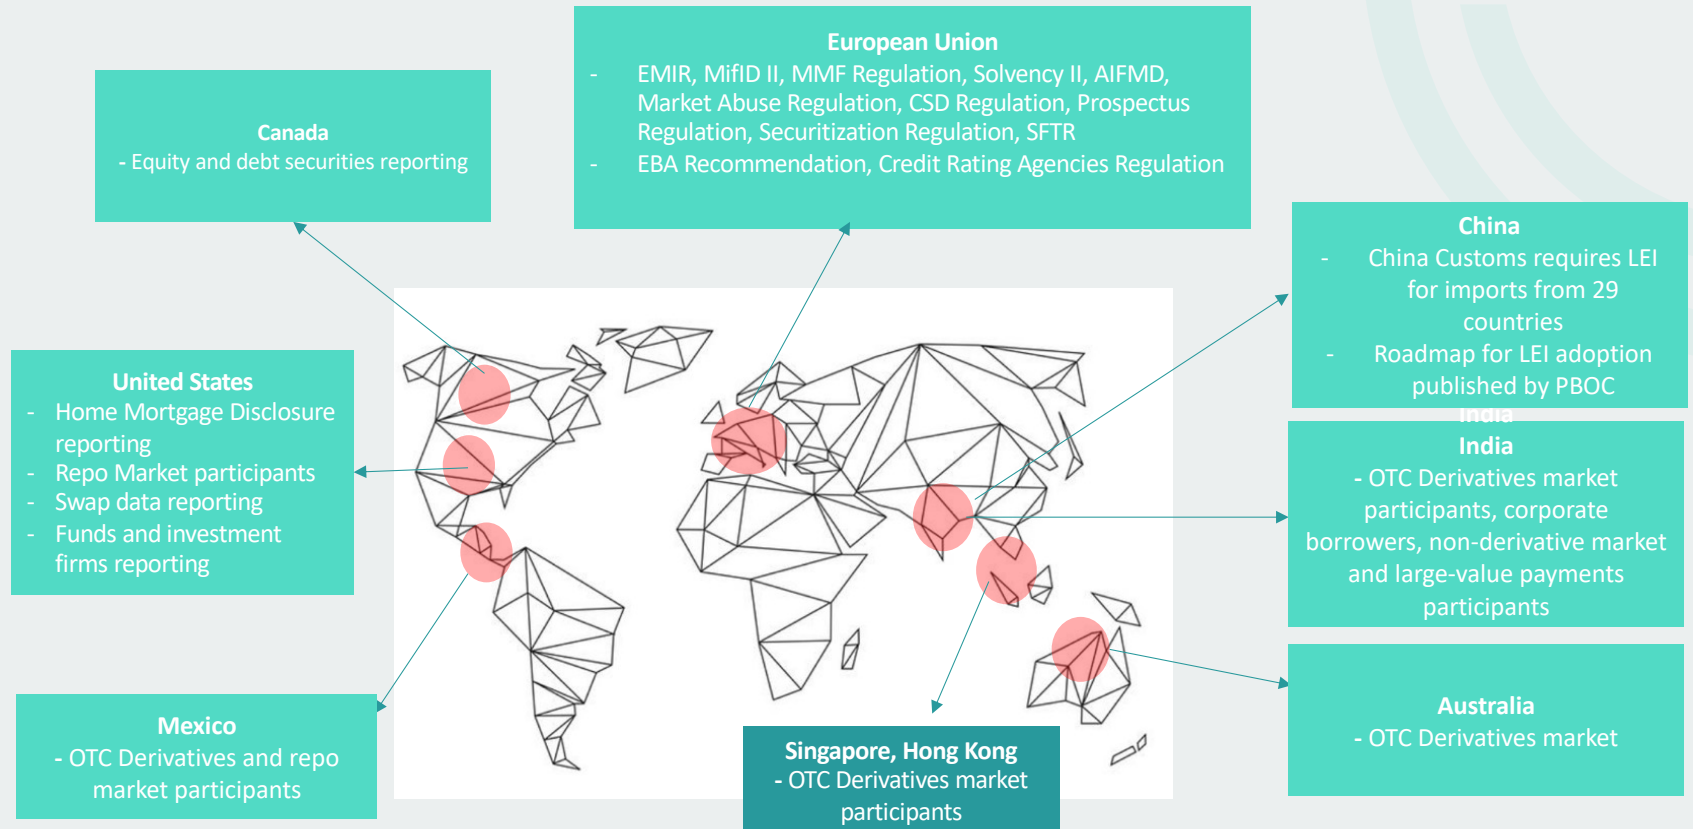 European Union
- EMIR, MifID II, MMF Regulation, Solvency II, AIFMD,
Market Abuse Regulation, CSD Regulation, Prospectus
Regulation, Securitization Regulation, SFTR
- EBA Recommendation, Credit Rating Agencies Regulation
Canada
- Equity and debt securities reporting
China
- China Customs requires LEI
for imports from 29
countries
- Roadmap for LEI adoption
published by PBOC
United States
- Home Mortgage Disclosure
reporting
- Repo Market participants
- Swap data reporting
- Funds and investment
firms reporting
India
India
- OTC Derivatives market
participants, corporate
borrowers, non-derivative market
and large-value payments
participants
Mexico
- OTC Derivatives and repo
market participants
Singapore, Hong Kong
- OTC Derivatives market
participants
Australia
- OTC Derivatives market